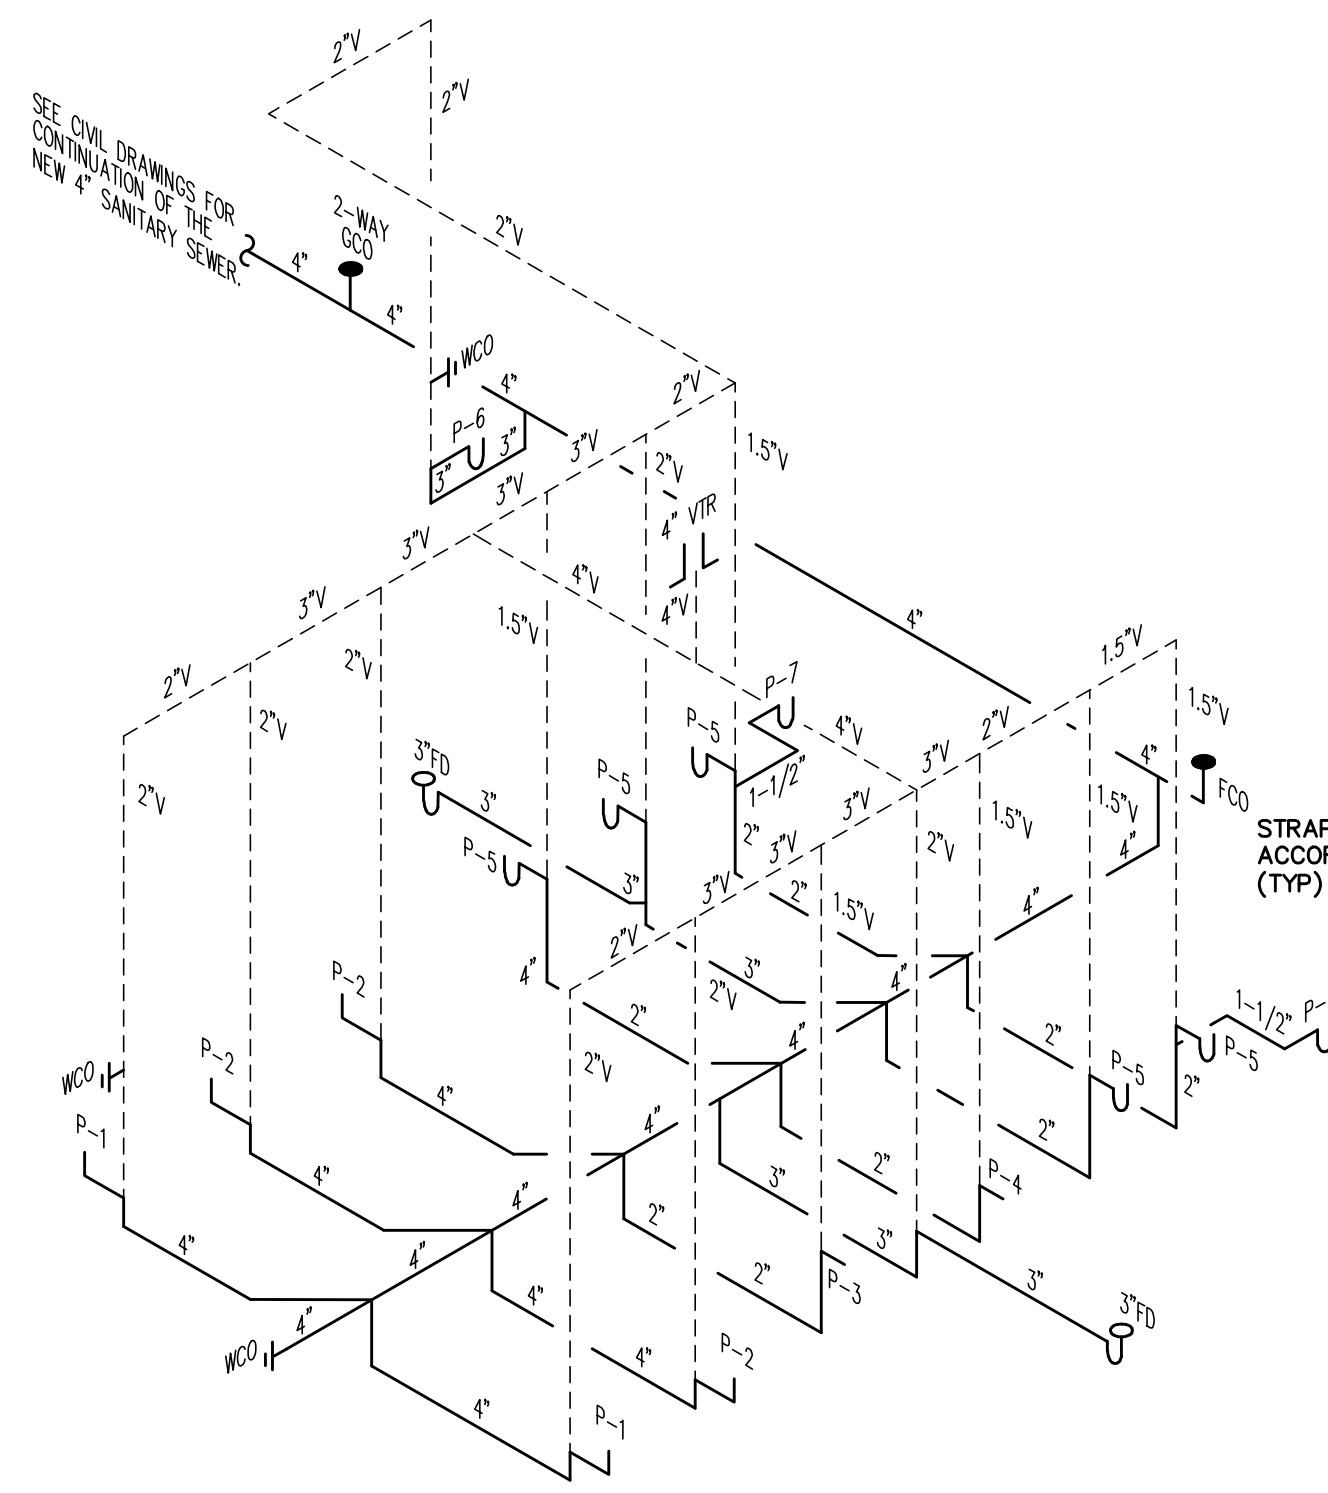 2"V
2"V
SEE CIVIL DRAWINGS FOR
CONTINUATION OF THE
NEW 4" SANITARY SEWER.
2-WAY
GCO
2"V
4"
4"
WCO
4"
2"V
P-6
3"
3"
3"V
1.5"V
2"V
3"V
4"
VTR
3"V
4"V
4"V
4"
3"V
1.5"V
2"V
1.5"V
2"V
P-7
1.5"V
2"V
P-5
4"V
2"V
3"V
3"FD
P-5
1-1/2"
4"
FCO
2"V
3"
3"V
1.5"V
1.5"V
STRAP
ACCOR
(TYP)
P-5
2"
3"V
2"V
4"
3"
3"V
2"
1.5"V
4"
2"V
4"
3"
4"
P-2
2"V
2"
1-1/2"
P-
4"
2"
P-5
P-2
2"V
P-5
2"
WCO
4"
4"
2"
P-1
2"
P-4
4"
3"
4"
2"
3"
4"
4"
2"
P-3
3"
3"FD
4"
4"
WCO
4"
P-2
4"
P-1